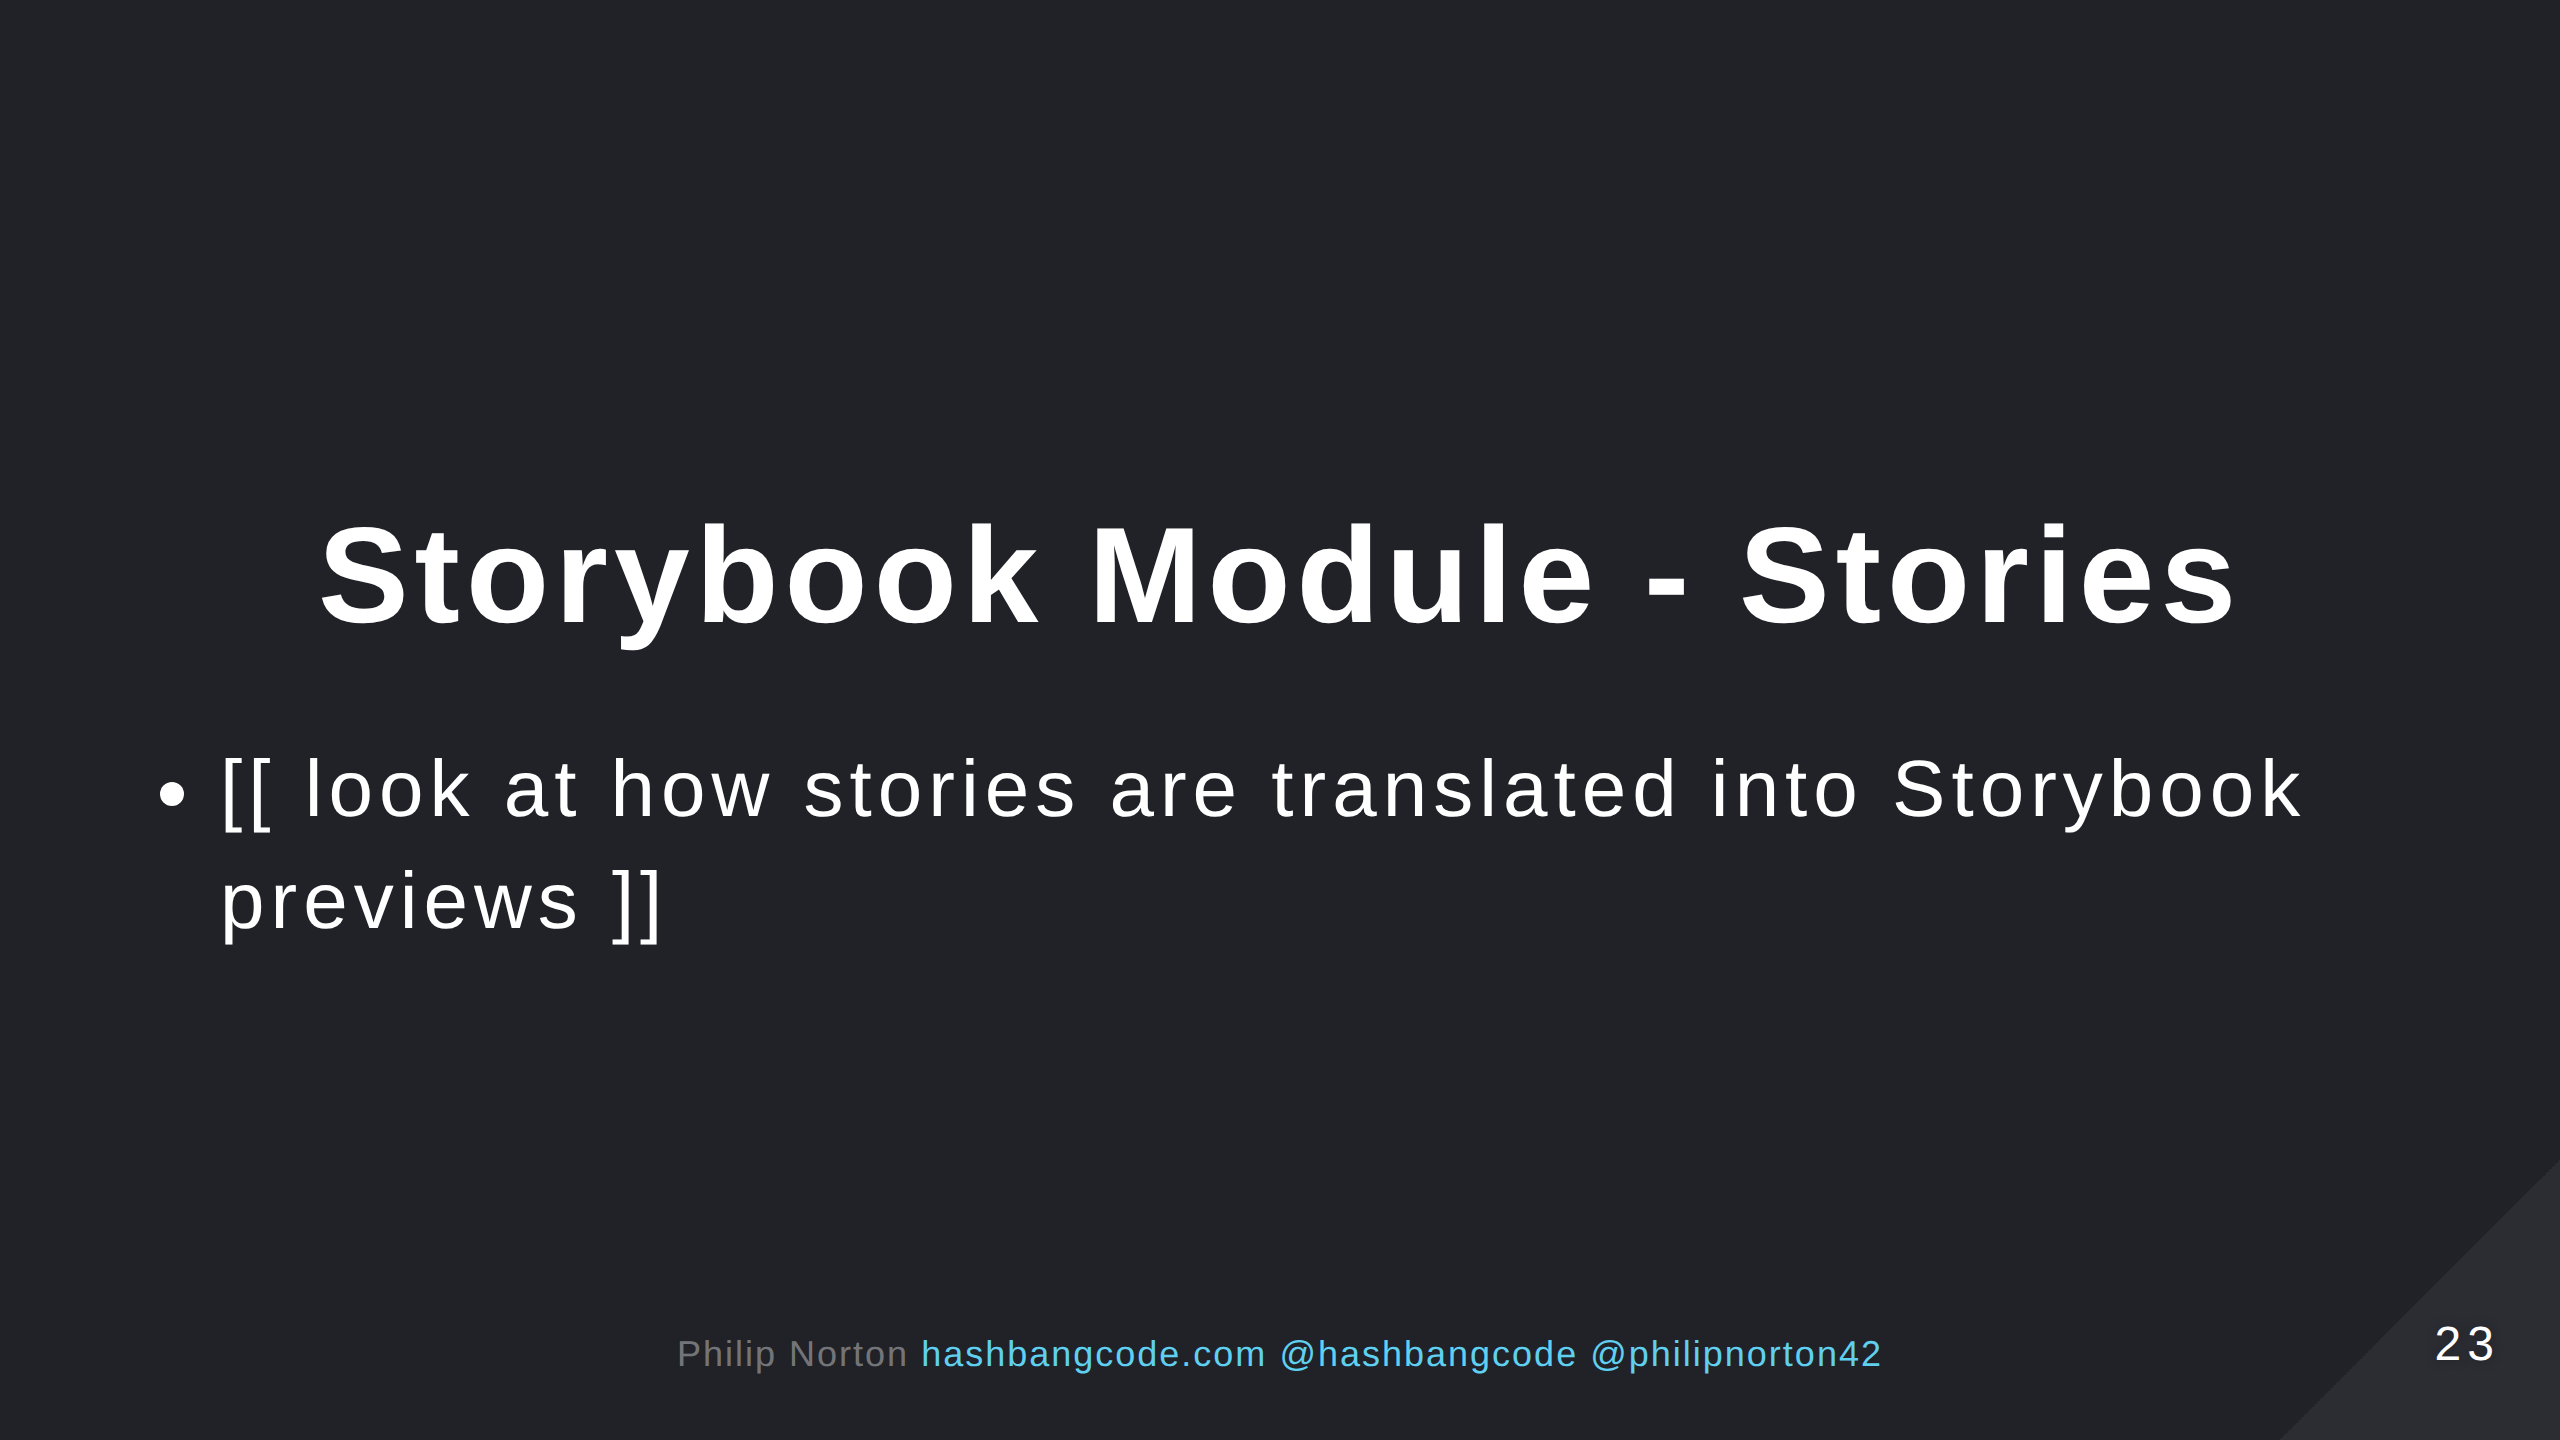 Storybook Module - Stories
• [[ look at how stories are translated into Storybook
previews ]]
Philip Norton hashbangcode.com @hashbangcode @philipnorton42
23